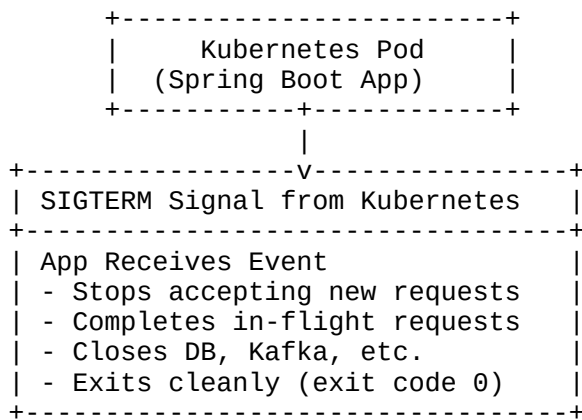 Kubernetes Pod
(Spring Boot App)
SIGTERM Signal from Kubernetes
App Receives Event
- Stops accepting new requests
- Completes in-flight requests
- Closes DB, Kafka, etc.
- Exits cleanly (exit code 0)